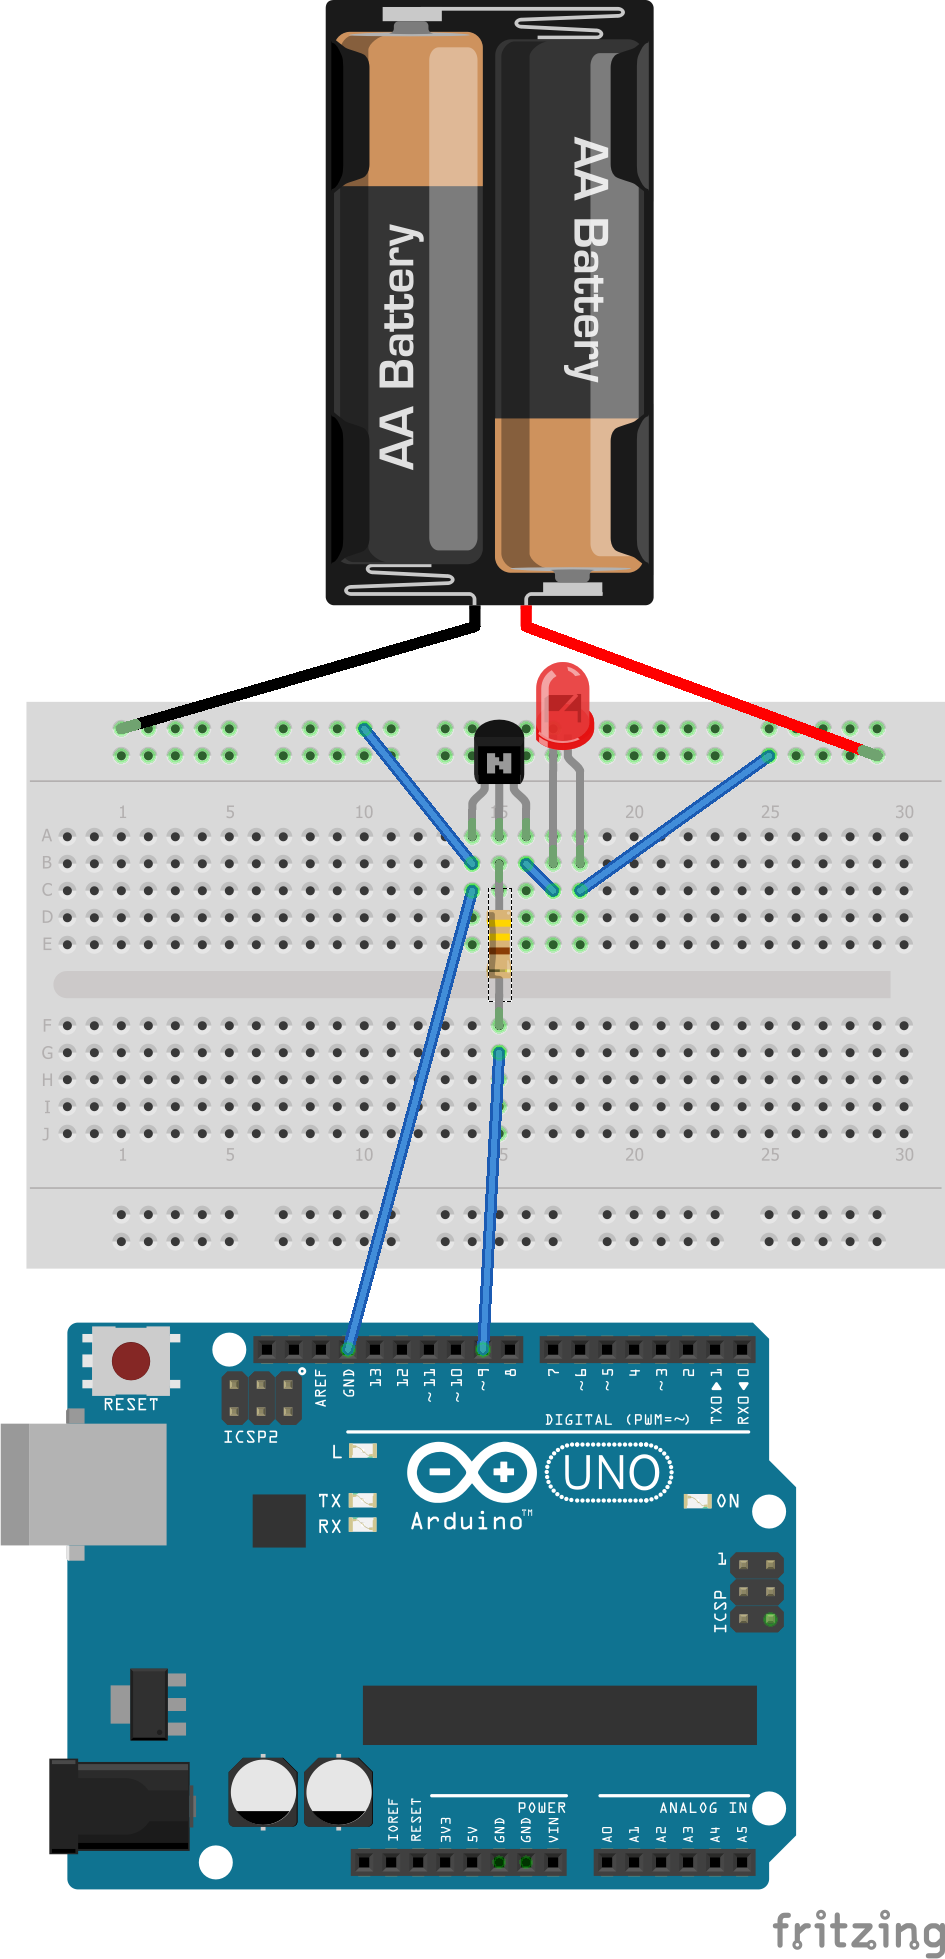 AA Battery
AA Battery
N
1 5 10 15 20 25 30
A
B
C
D
E
F
G
H
I
J
1 5 10 15 20 25 30
AREF
GND
13
12
~11
~10
~9
8
7
~6
~5
4
~3
2
TX0▶1
RX0◀0
RESET
ICSP2
DIGITAL (PWM=~)
L
TX
RX
UNO
Arduino™
ON
1
ICSP
IOREF
RESET
3V3
5V
GND
GND
VIN
POWER
ANALOG IN
A0
A1
A2
A3
A4
A5
fritzing